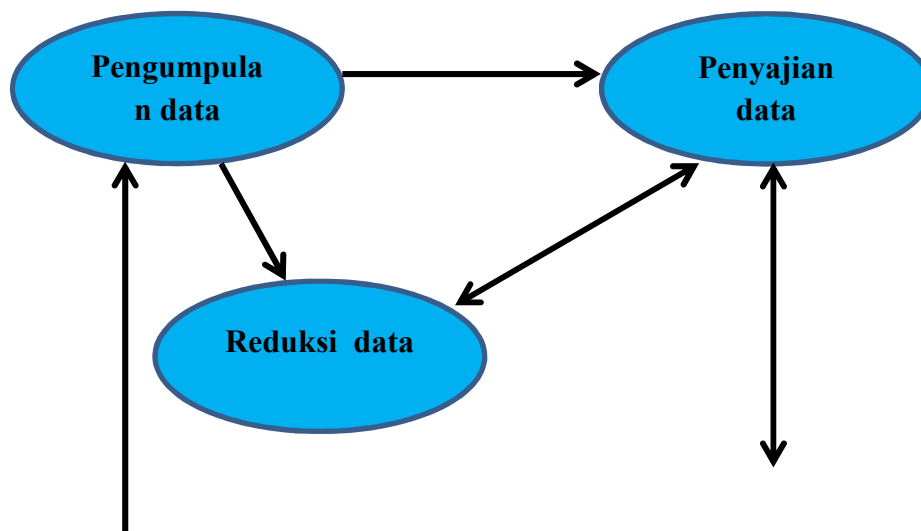 Pengumpula
n data
Penyajian
data
Reduksi data